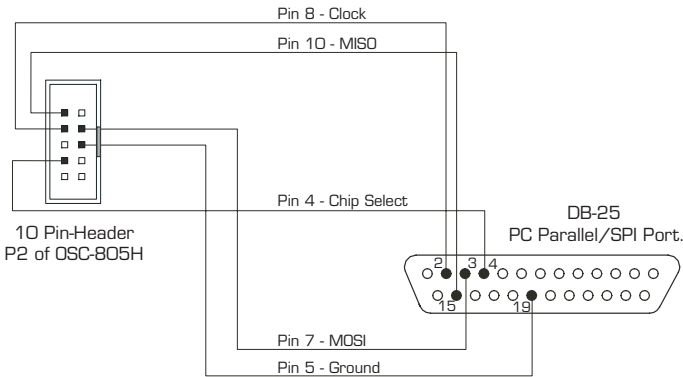 Pin 8 - Clock
Pin 10 - MISO
Pin 4 - Chip Select
10 Pin-Header
P2 of OSC-805H
DB-25
PC Parallel/SPI Port.
2
3
4
15
19
Pin 7 - MOSI
Pin 5 - Ground